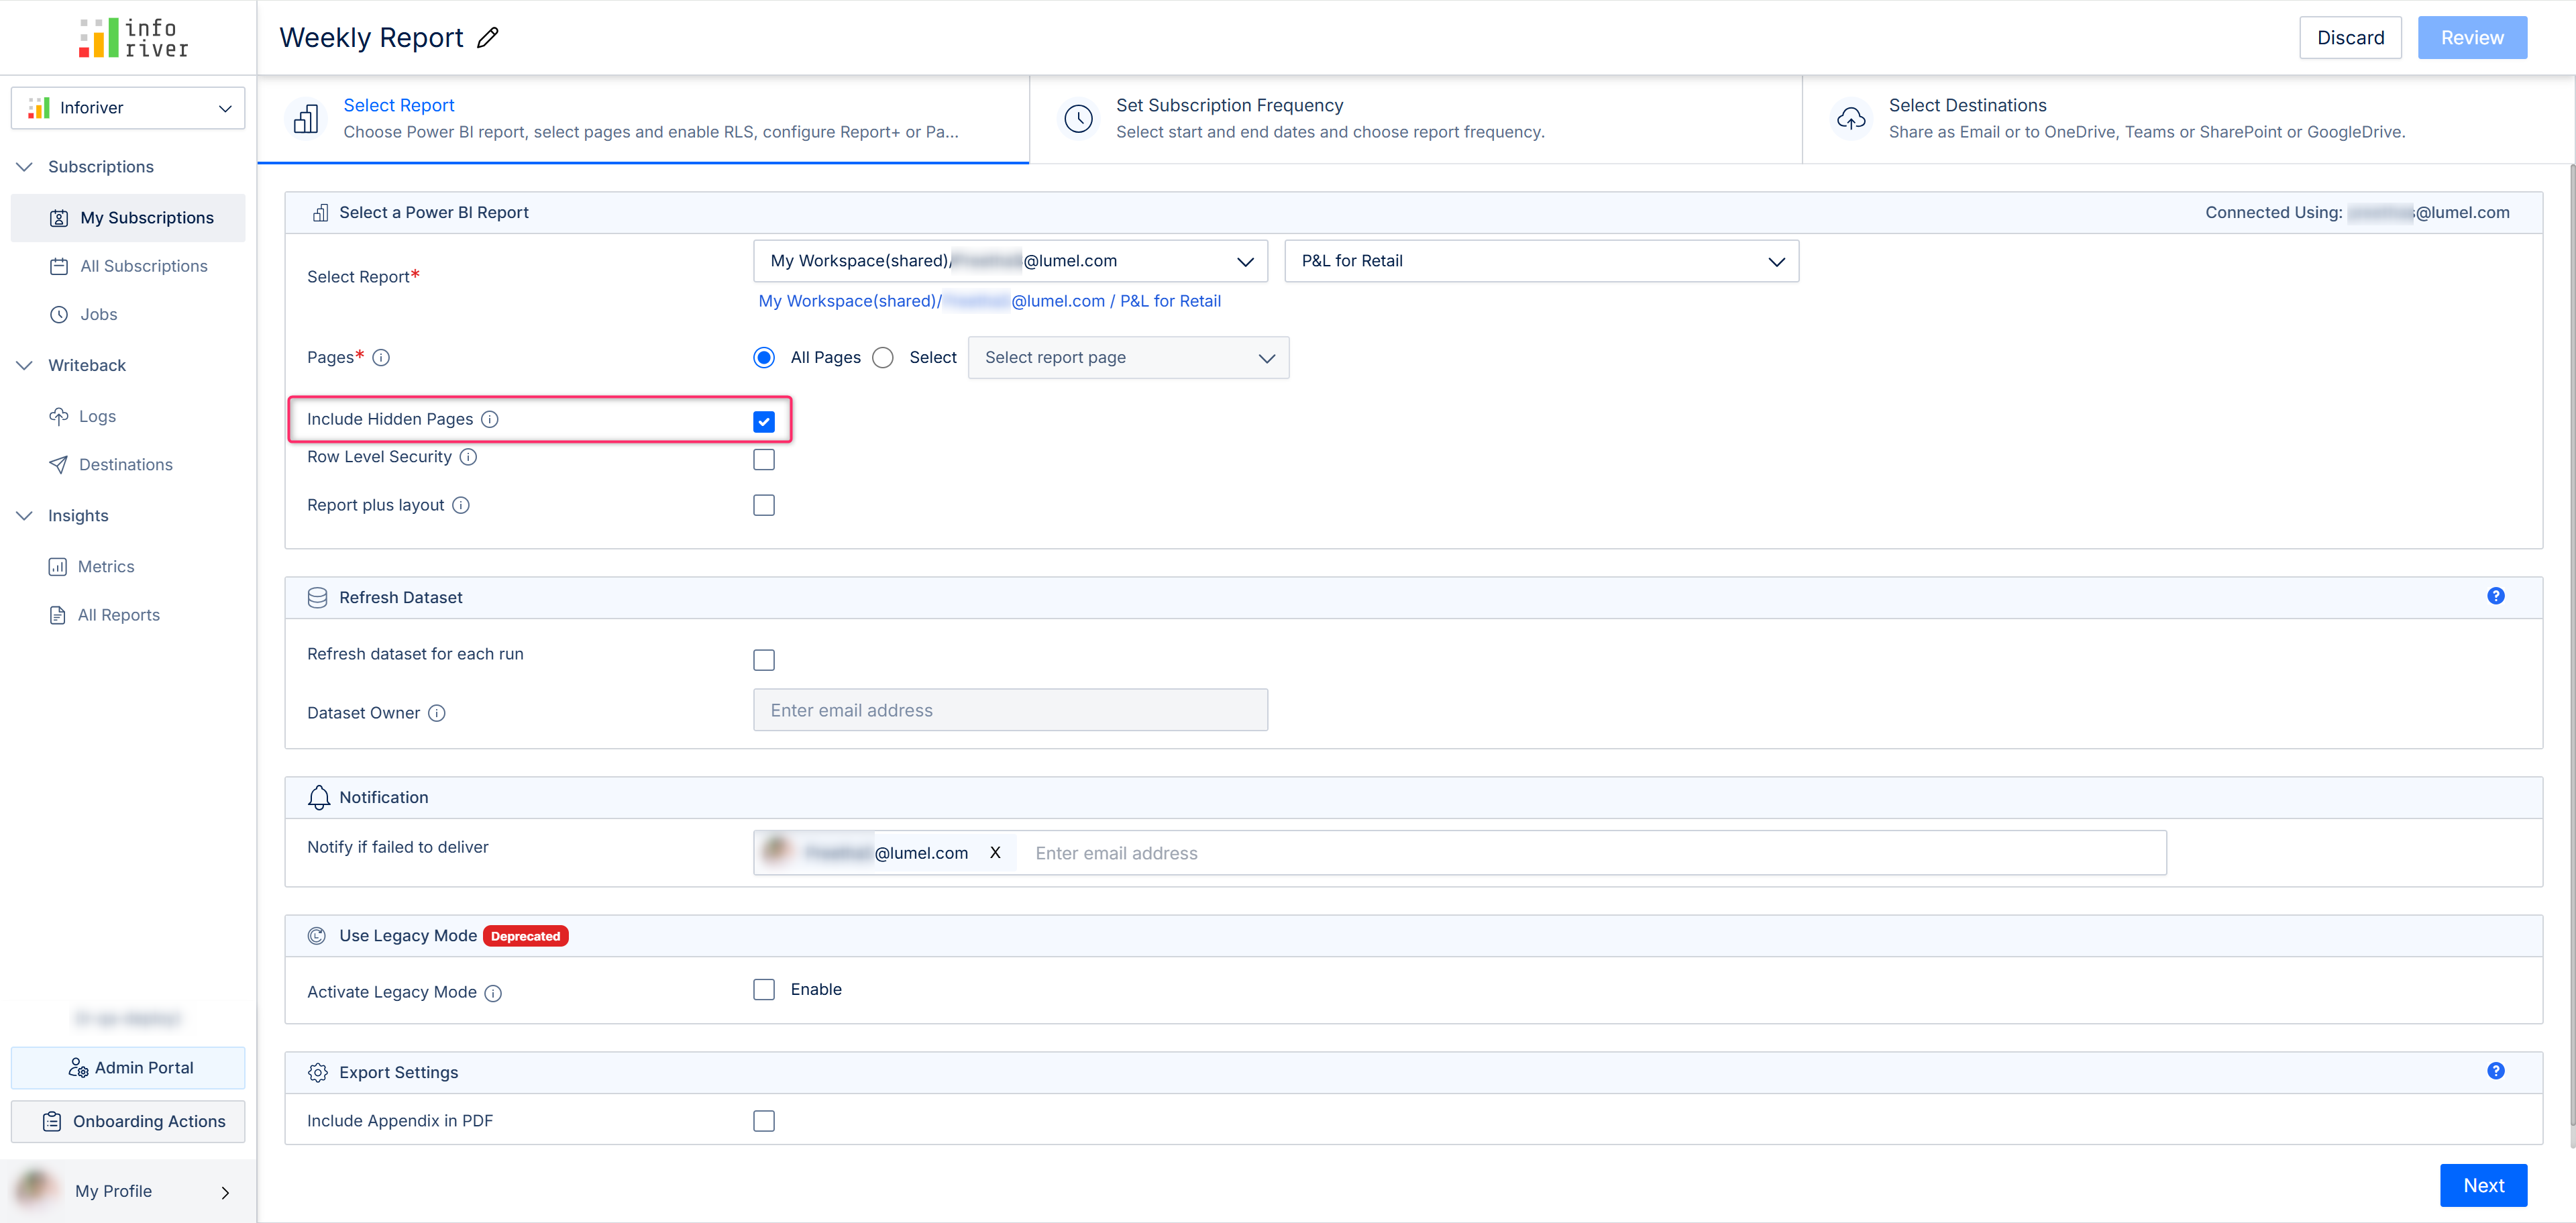 info
river
Weekly Report
Discard
Review
Inforiver
Select Report
Choose Power BI report, select pages and enable RLS, configure Report+ or Pa...
Set Subscription Frequency
Select start and end dates and choose report frequency.
Select Destinations
Share as Email or to OneDrive, Teams or SharePoint or GoogleDrive.
Subscriptions
My Subscriptions
All Subscriptions
Jobs
Writeback
Logs
Destinations
Insights
Metrics
All Reports
Admin Portal
Onboarding Actions
My Profile
Select a Power BI Report
Connected Using: s@lumel.com
Select Report*
My Workspace(shared)/ @lumel.com
P&L for Retail
My Workspace(shared)/ @lumel.com / P&L for Retail
Pages*
All Pages
Select
Select report page
Include Hidden Pages
Row Level Security
Report plus layout
Refresh Dataset
?
Refresh dataset for each run
Dataset Owner
Enter email address
Notification
Notify if failed to deliver
@lumel.com X
Enter email address
Use Legacy Mode Deprecated
Activate Legacy Mode
Enable
Export Settings
?
Include Appendix in PDF
Next